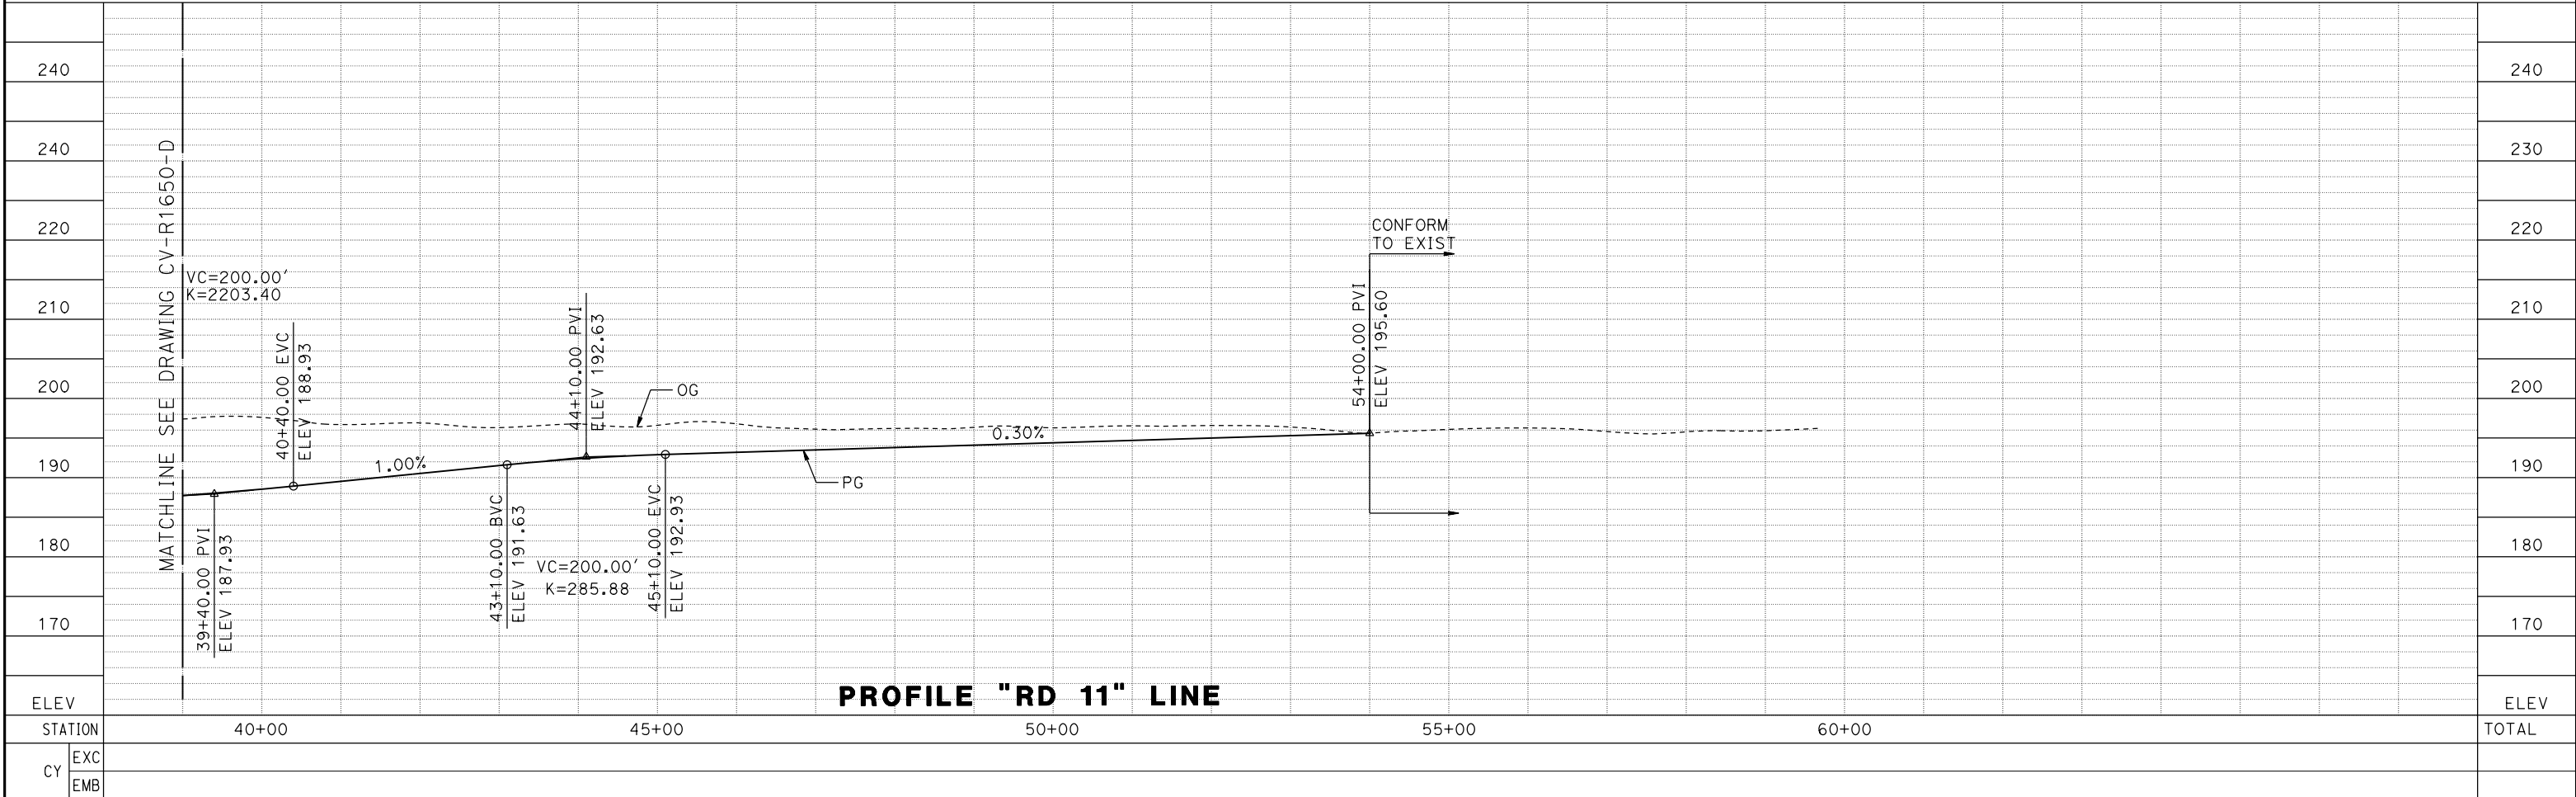 240
240
220
210
200
190
180
170
ELEV
MATCHLINE SEE DRAWING CV-R1650-D
VC=200.00'
K=2203.40
39+40.00 PVI
ELEV 187.93
40+40.00 EVC
ELEV 188.93
1.00%
43+10.00 BVC
ELEV 191.63
VC=200.00'
K=285.88
44+10.00 PVI
ELEV 192.63
45+10.00 EVC
ELEV 192.93
OG
PG
0.30%
54+00.00 PVI
ELEV 195.60
CONFORM
TO EXIST
240
230
220
210
200
190
180
170
ELEV
PROFILE "RD 11" LINE
STATION
40+00
45+00
50+00
55+00
60+00
TOTAL
CY
EXC
EMB